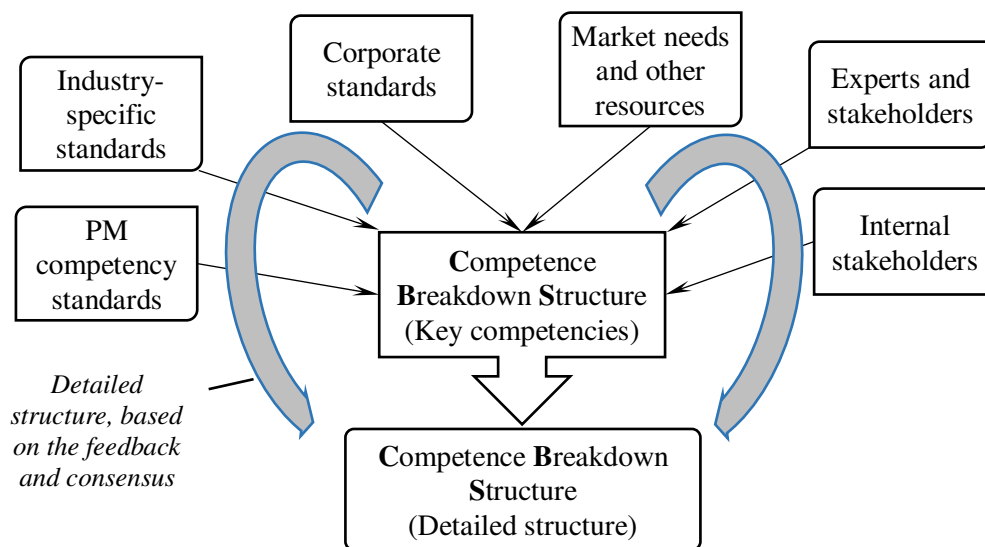 Industry-
specific
standards
Corporate
standards
Market needs
and other
resources
Experts and
stakeholders
PM
competency
standards
Internal
stakeholders
Competence
Breakdown Structure
(Key competencies)
Detailed
structure, based
on the feedback
and consensus
Competence Breakdown
Structure
(Detailed structure)